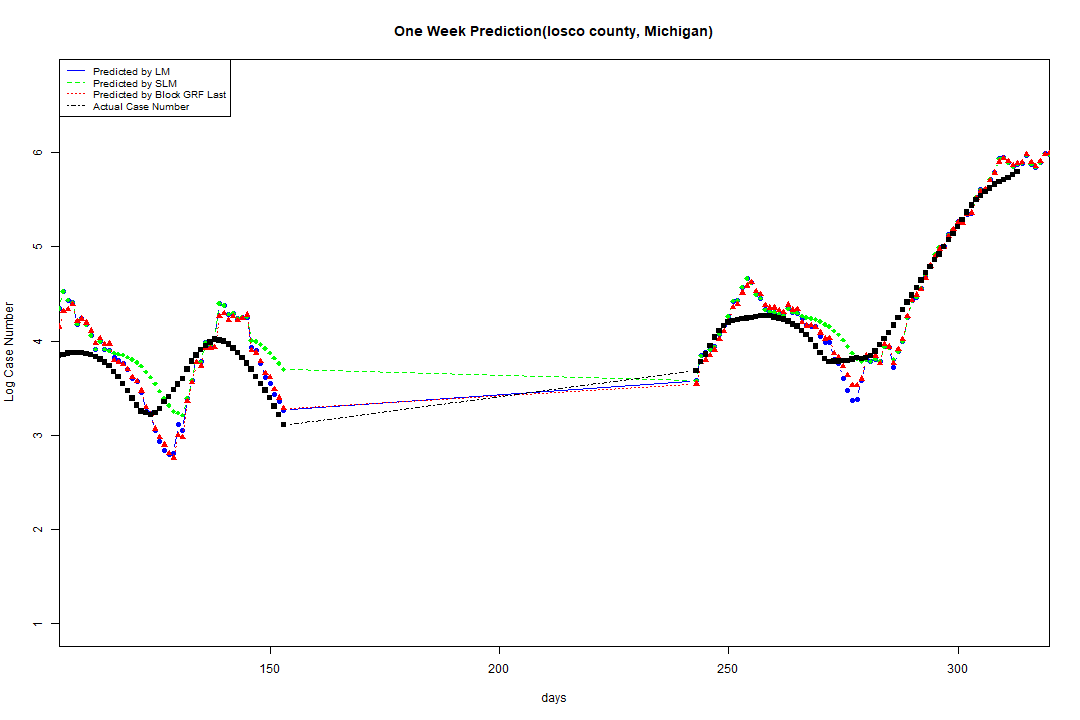 One Week Prediction(Iosco county, Michigan)
Predicted by LM
Predicted by SLM
Predicted by Block GRF Last
Actual Case Number
Log Case Number
6
5
4
3
2
1
150
200
250
300
days